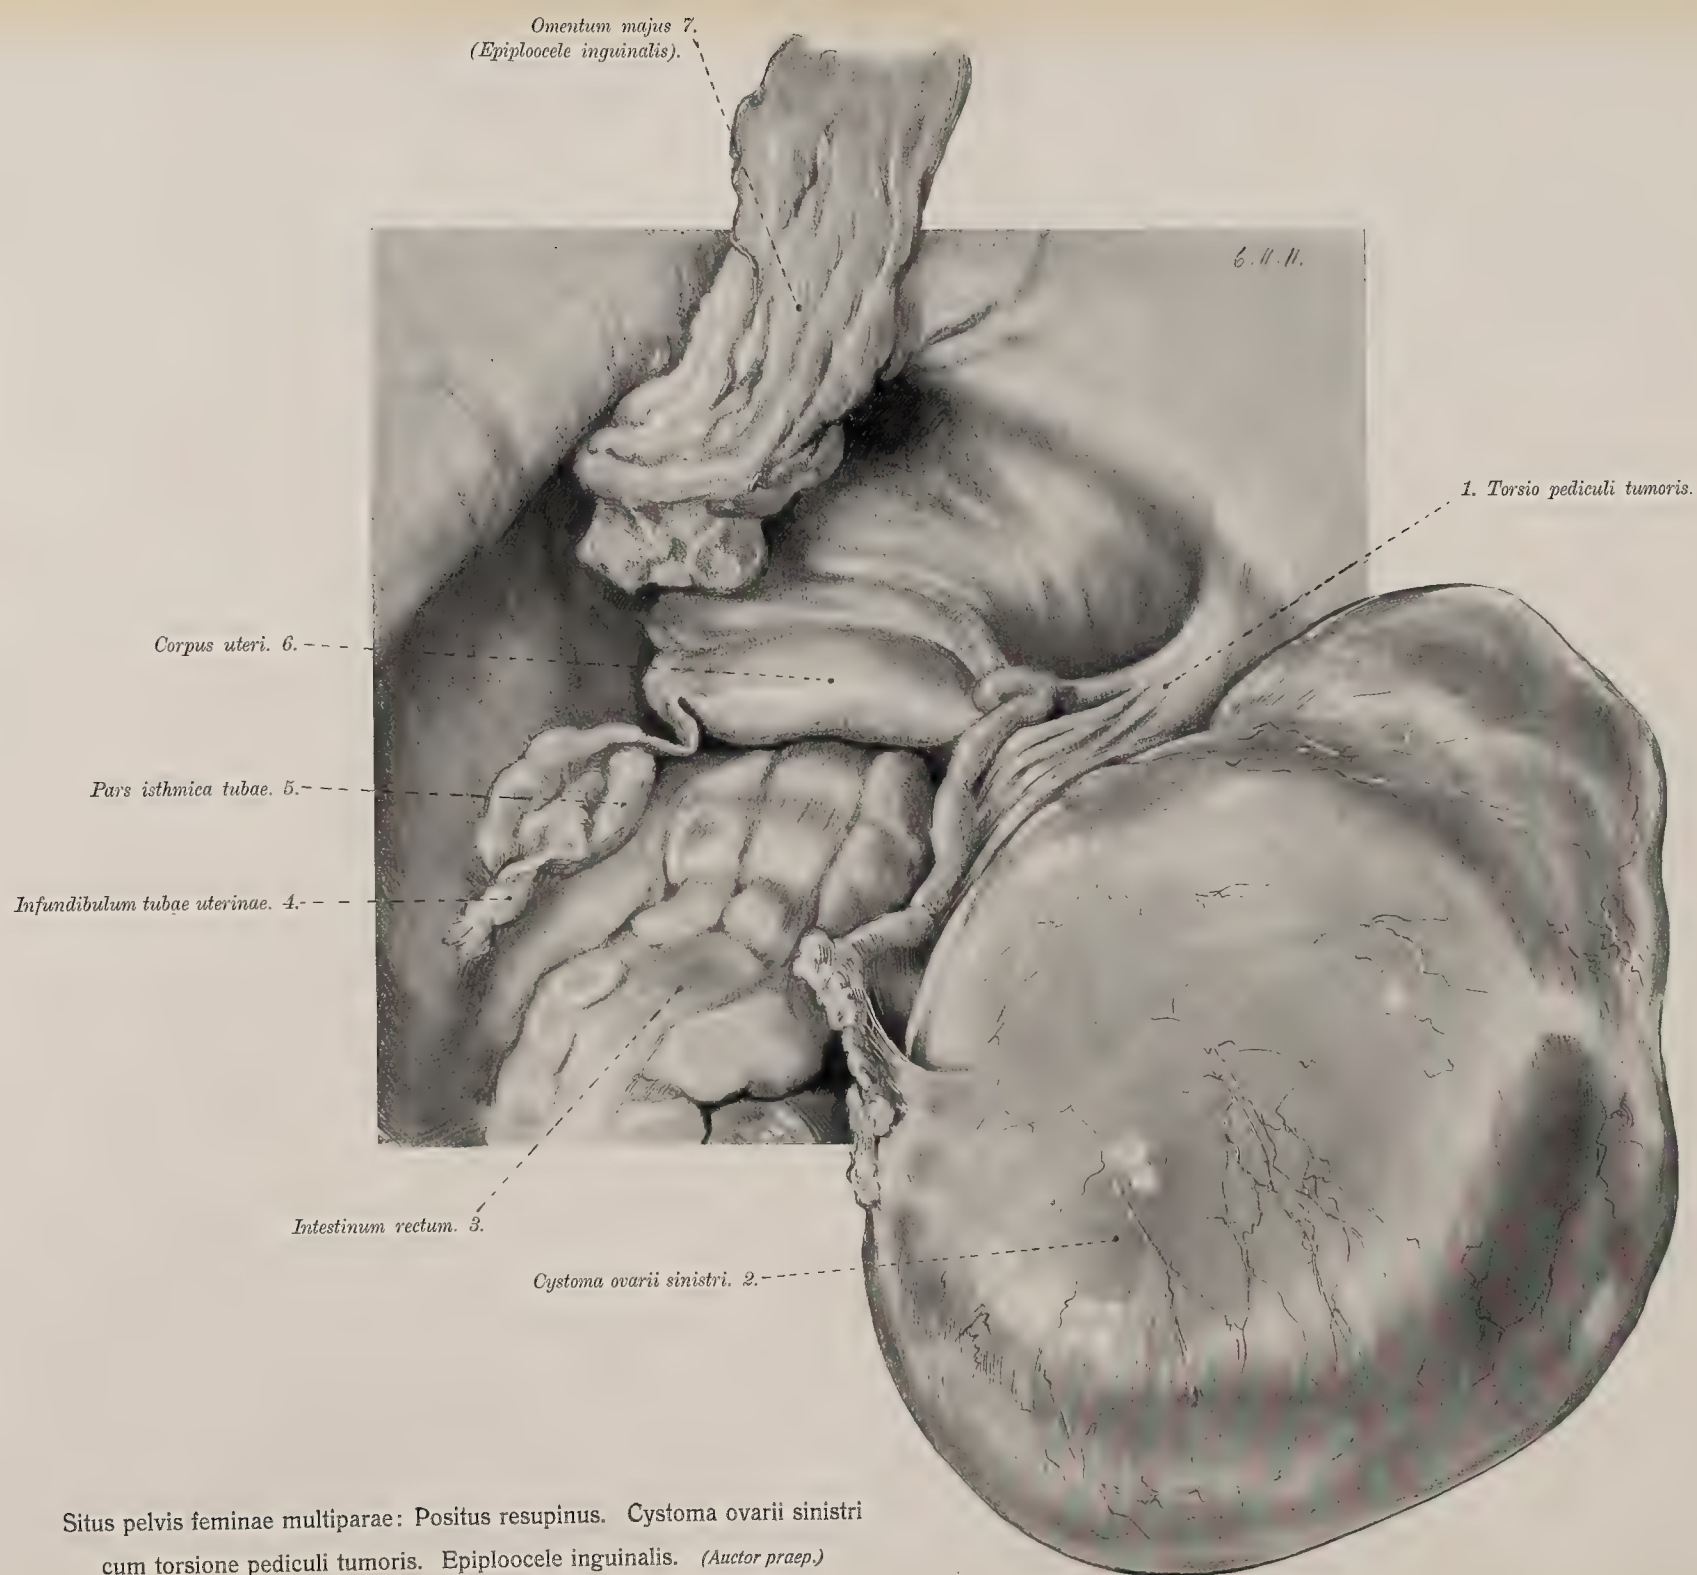 Omentum majus 7.
(Epiploocele inguinalis).
6.11.11.
1. Torsio pediculi tumoris.
Corpus uteri. 6.
Pars isthmica tubae. 5.
Infundibulum tubae uterinae. 4.
Intestinum rectum. 3.
Cystoma ovarii sinistri. 2.
Situs pelvis feminae multiparae: Positus resupinus. Cystoma ovarii sinistri
cum torsione pediculi tumoris. Epiploocele inguinalis. (Auctor praep.)